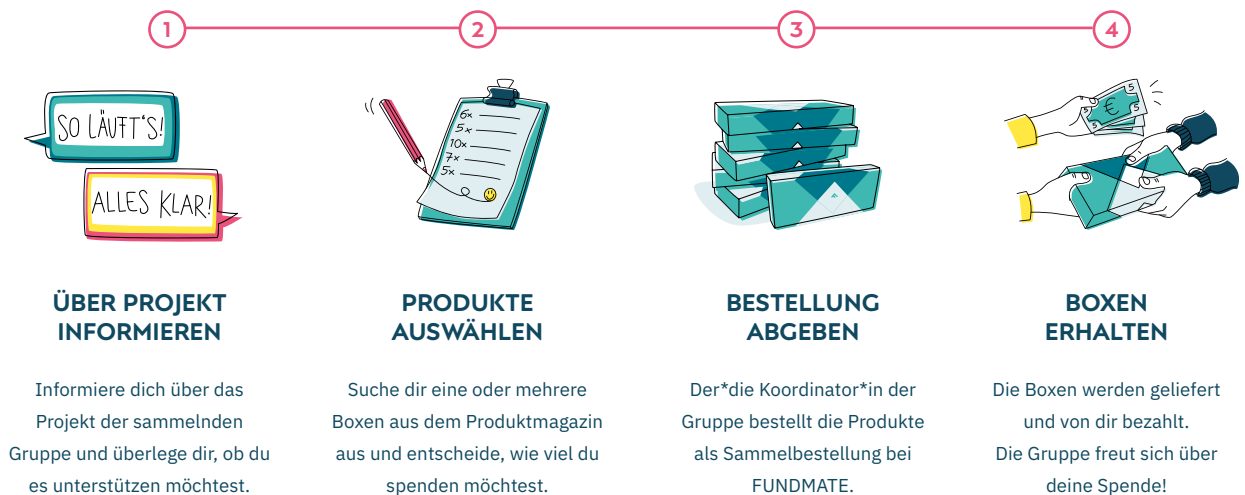 1
2
3
4
SO LÄUFT'S!
ALLES KLAR!
6x
5x
10x
7x
5x
5
€
5
5
ÜBER PROJEKT
INFORMIEREN
Informiere dich über das
Projekt der sammelnden
Gruppe und überlege dir, ob du
es unterstützen möchtest.
PRODUKTE
AUSWÄHLEN
Suche dir eine oder mehrere
Boxen aus dem Produktmagazin
aus und entscheide, wie viel du
spenden möchtest.
BESTELLUNG
ABGEBEN
Der*die Koordinator*in der
Gruppe bestellt die Produkte
als Sammelbestellung bei
FUNDMATE.
BOXEN
ERHALTEN
Die Boxen werden geliefert
und von dir bezahlt.
Die Gruppe freut sich über
deine Spende!